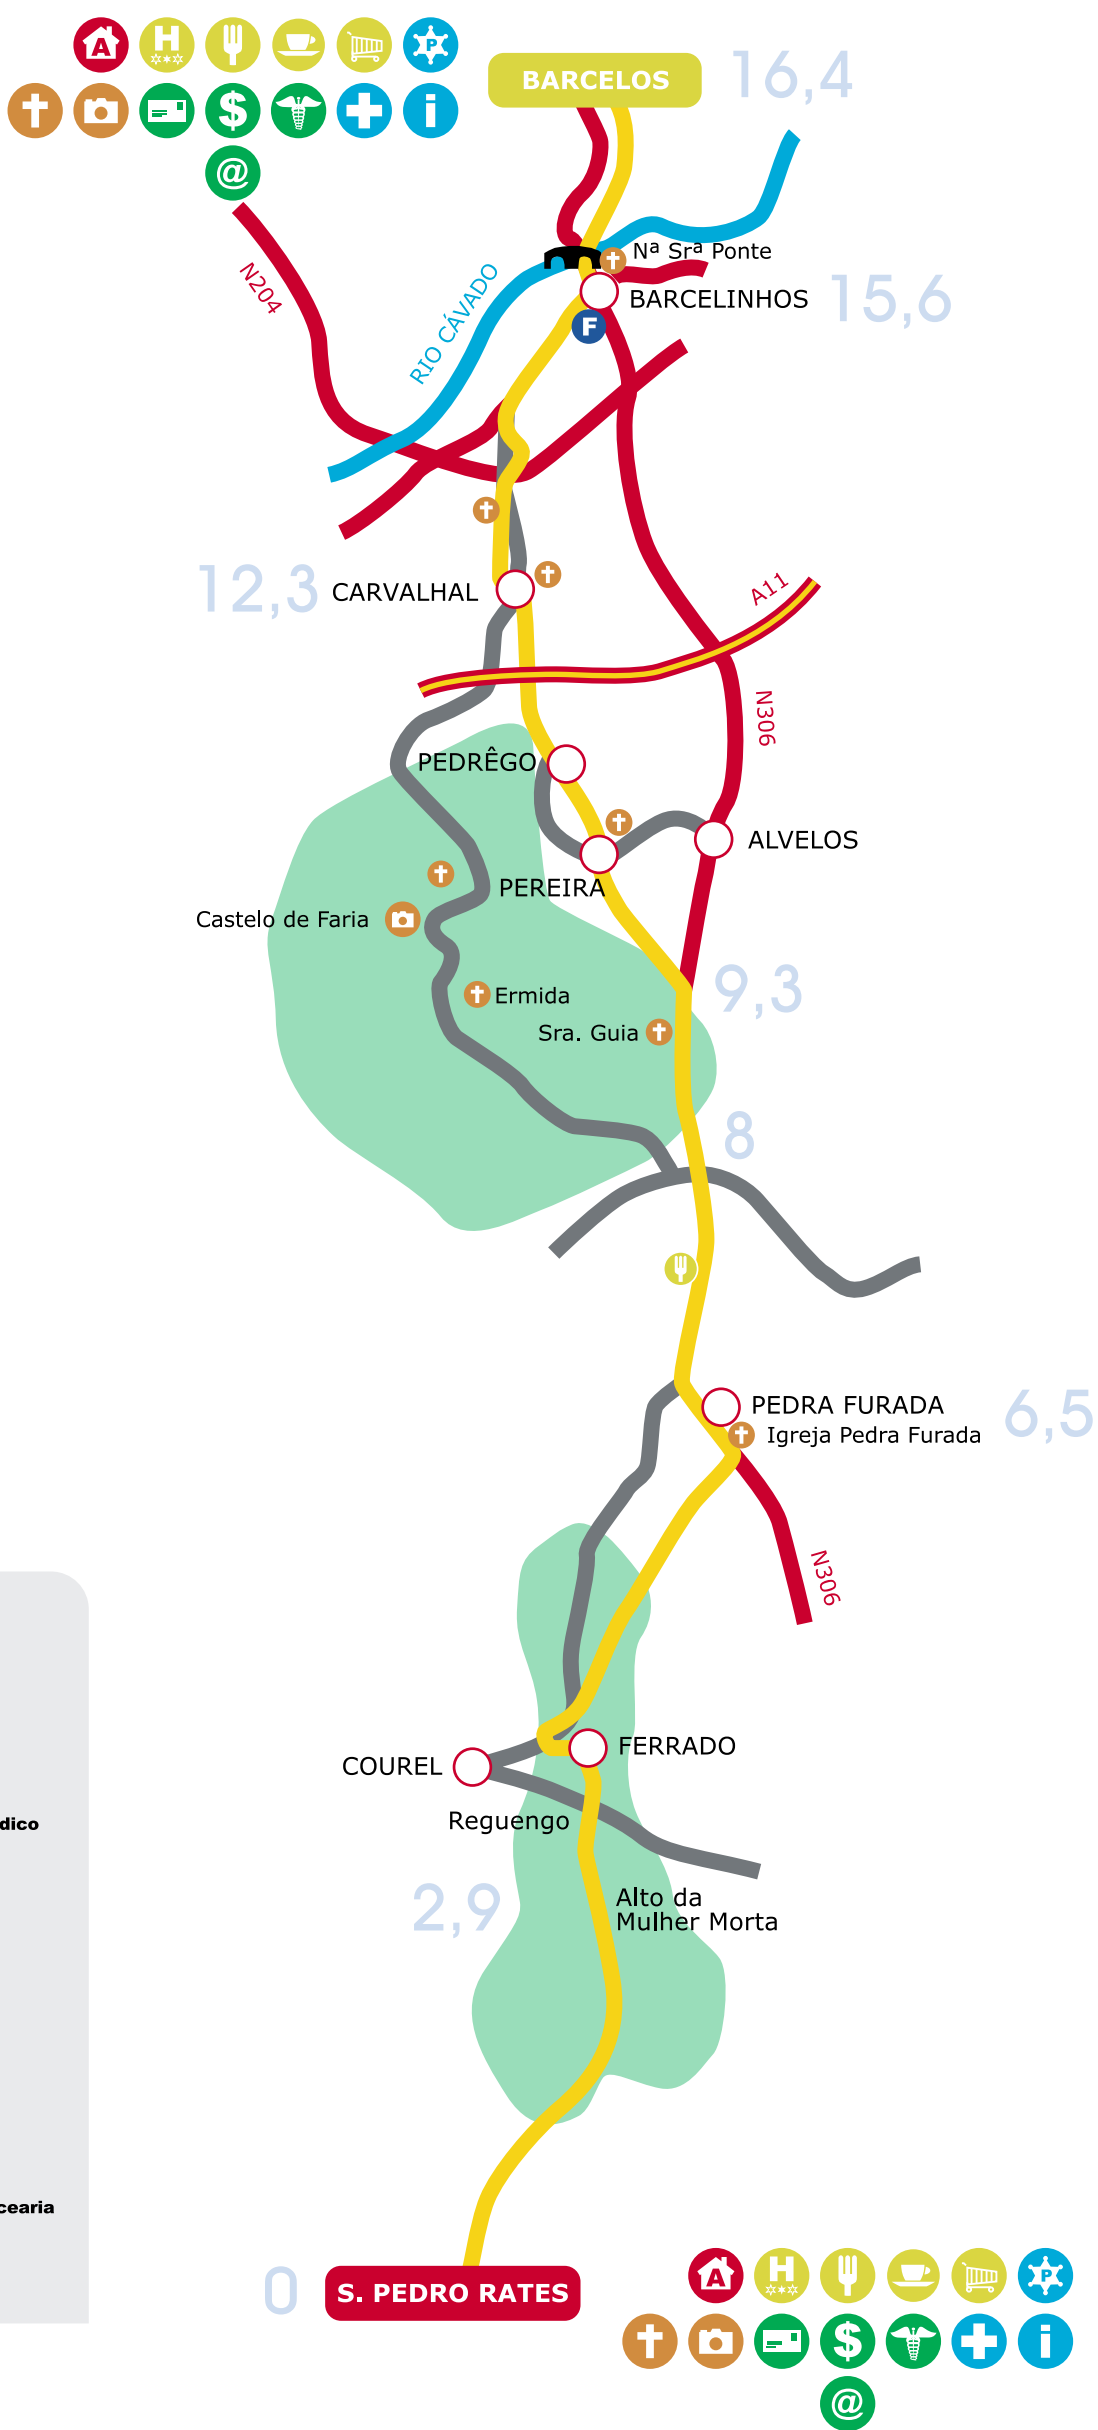 A
H
P
BARCELOS
16,4
$
i
@
Nª Srª Ponte
N204
RIO CÁVADO
BARCELINHOS
15,6
F
12,3
CARVALHAL
A11
N306
PEDRÊGO
ALVELOS
PEREIRA
Castelo de Faria
9,3
Ermida
Sra. Guia
8
PEDRA FURADA
6,5
Igreja Pedra Furada
N306
FERRADO
COUREL
dico
Reguengo
2,9
Alto da
Mulher Morta
cearia
0
S. PEDRO RATES
A
H
P
$
i
@